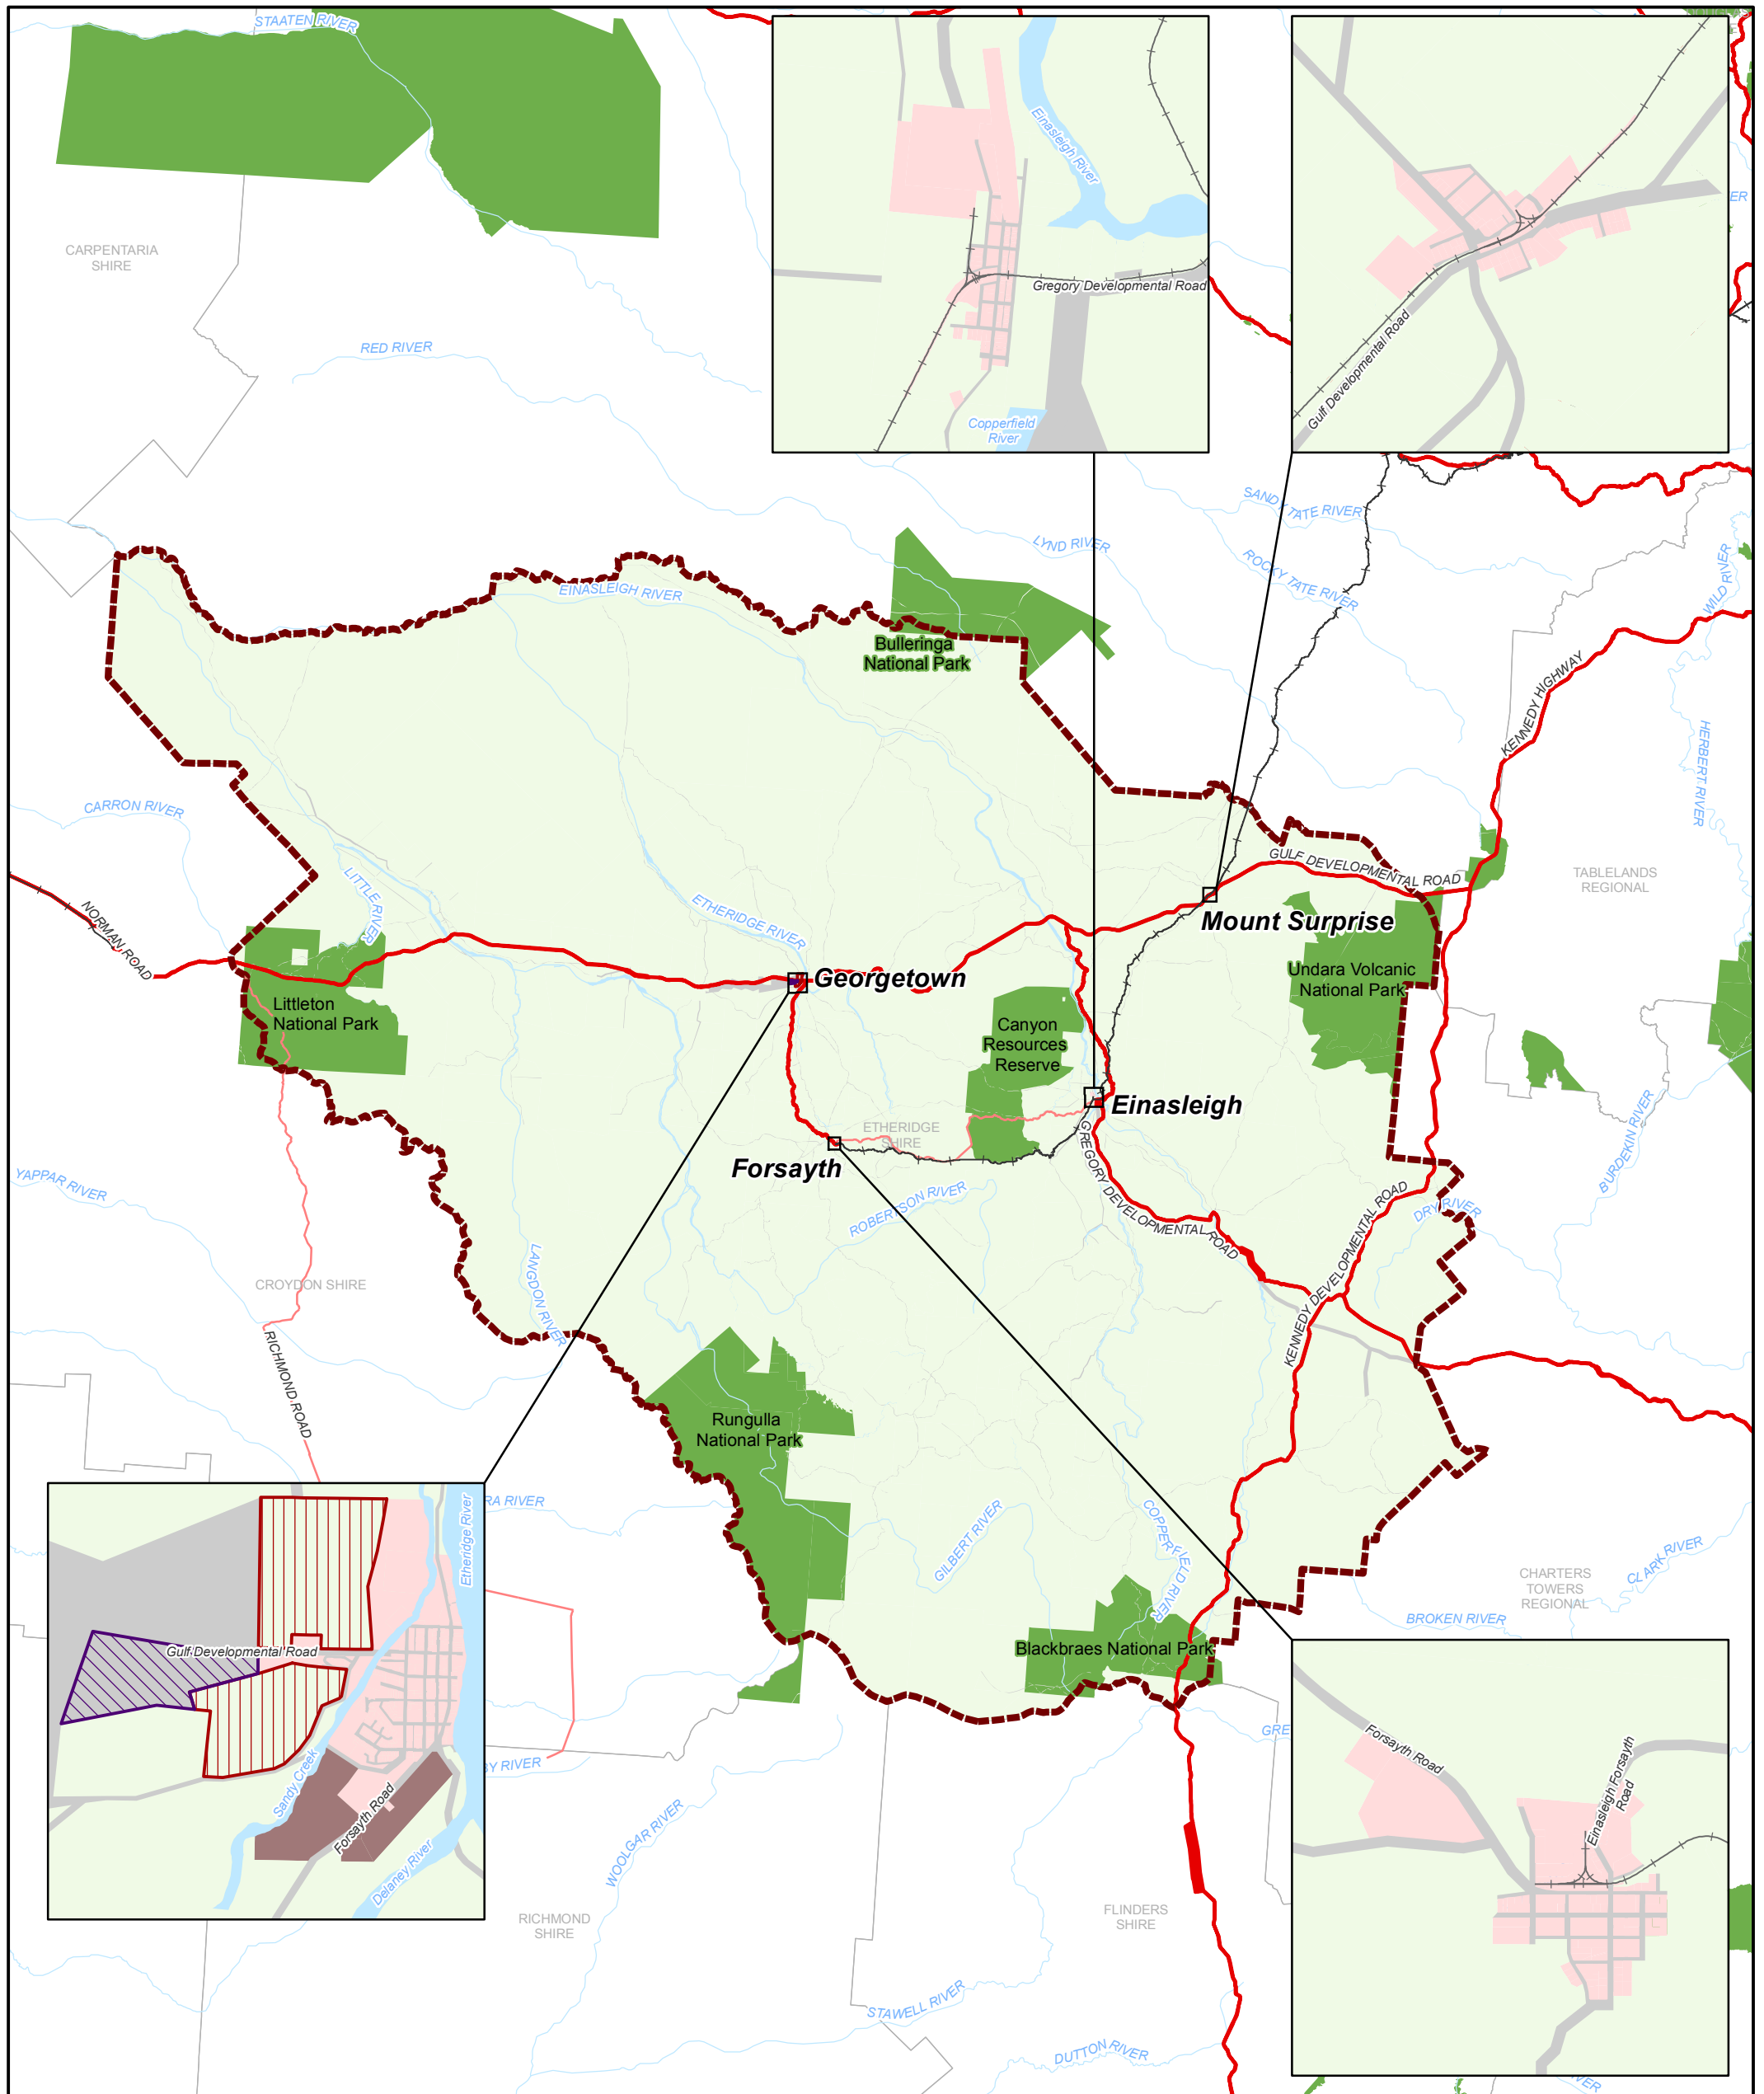 STAATEN RIVER
CARPENTARIA
SHIRE
RED RIVER
Einasleigh River
Gregory Developmental Road
Copperfield
River
Gulf Developmental Road
SANDY TATE RIVER
LYND RIVER
ROCKY TATE RIVER
WILD RIVER
EINASLEIGH RIVER
Bulleringa
National Park
KENNEDY HIGHWAY
HERBERT RIVER
CARRON RIVER
LITTLE RIVER
GULF DEVELOPMENTAL ROAD
TABLELANDS
REGIONAL
NORMAN ROAD
ETHERIDGE RIVER
Mount Surprise
Georgetown
Undara Volcanic
National Park
Littleton
National Park
Canyon
Resources
Reserve
Einasleigh
ETHERIDGE
SHIRE
Forsayth
GREGORY DEVELOPMENTAL ROAD
ROBERTSON RIVER
YAPPAR RIVER
BURDEKIN RIVER
DRY RIVER
KENNEDY DEVELOPMENTAL ROAD
LANGDON RIVER
CROYDON SHIRE
RICHMOND ROAD
Rungulla
National Park
RA RIVER
GILBERT RIVER
COPPERFIELD RIVER
CLARK RIVER
CHARTERS
TOWERS
REGIONAL
BROKEN RIVER
Blackbraes National Park
Etheridge River
Gulf Developmental Road
Sandy Creek
Forsayth Road
Delaney River
BY RIVER
GRE
Forsayth Road
Einasleigh Forsayth
Road
WOOLGAR RIVER
RICHMOND
SHIRE
FLINDERS
SHIRE
STAWELL RIVER
DUTTON RIVER